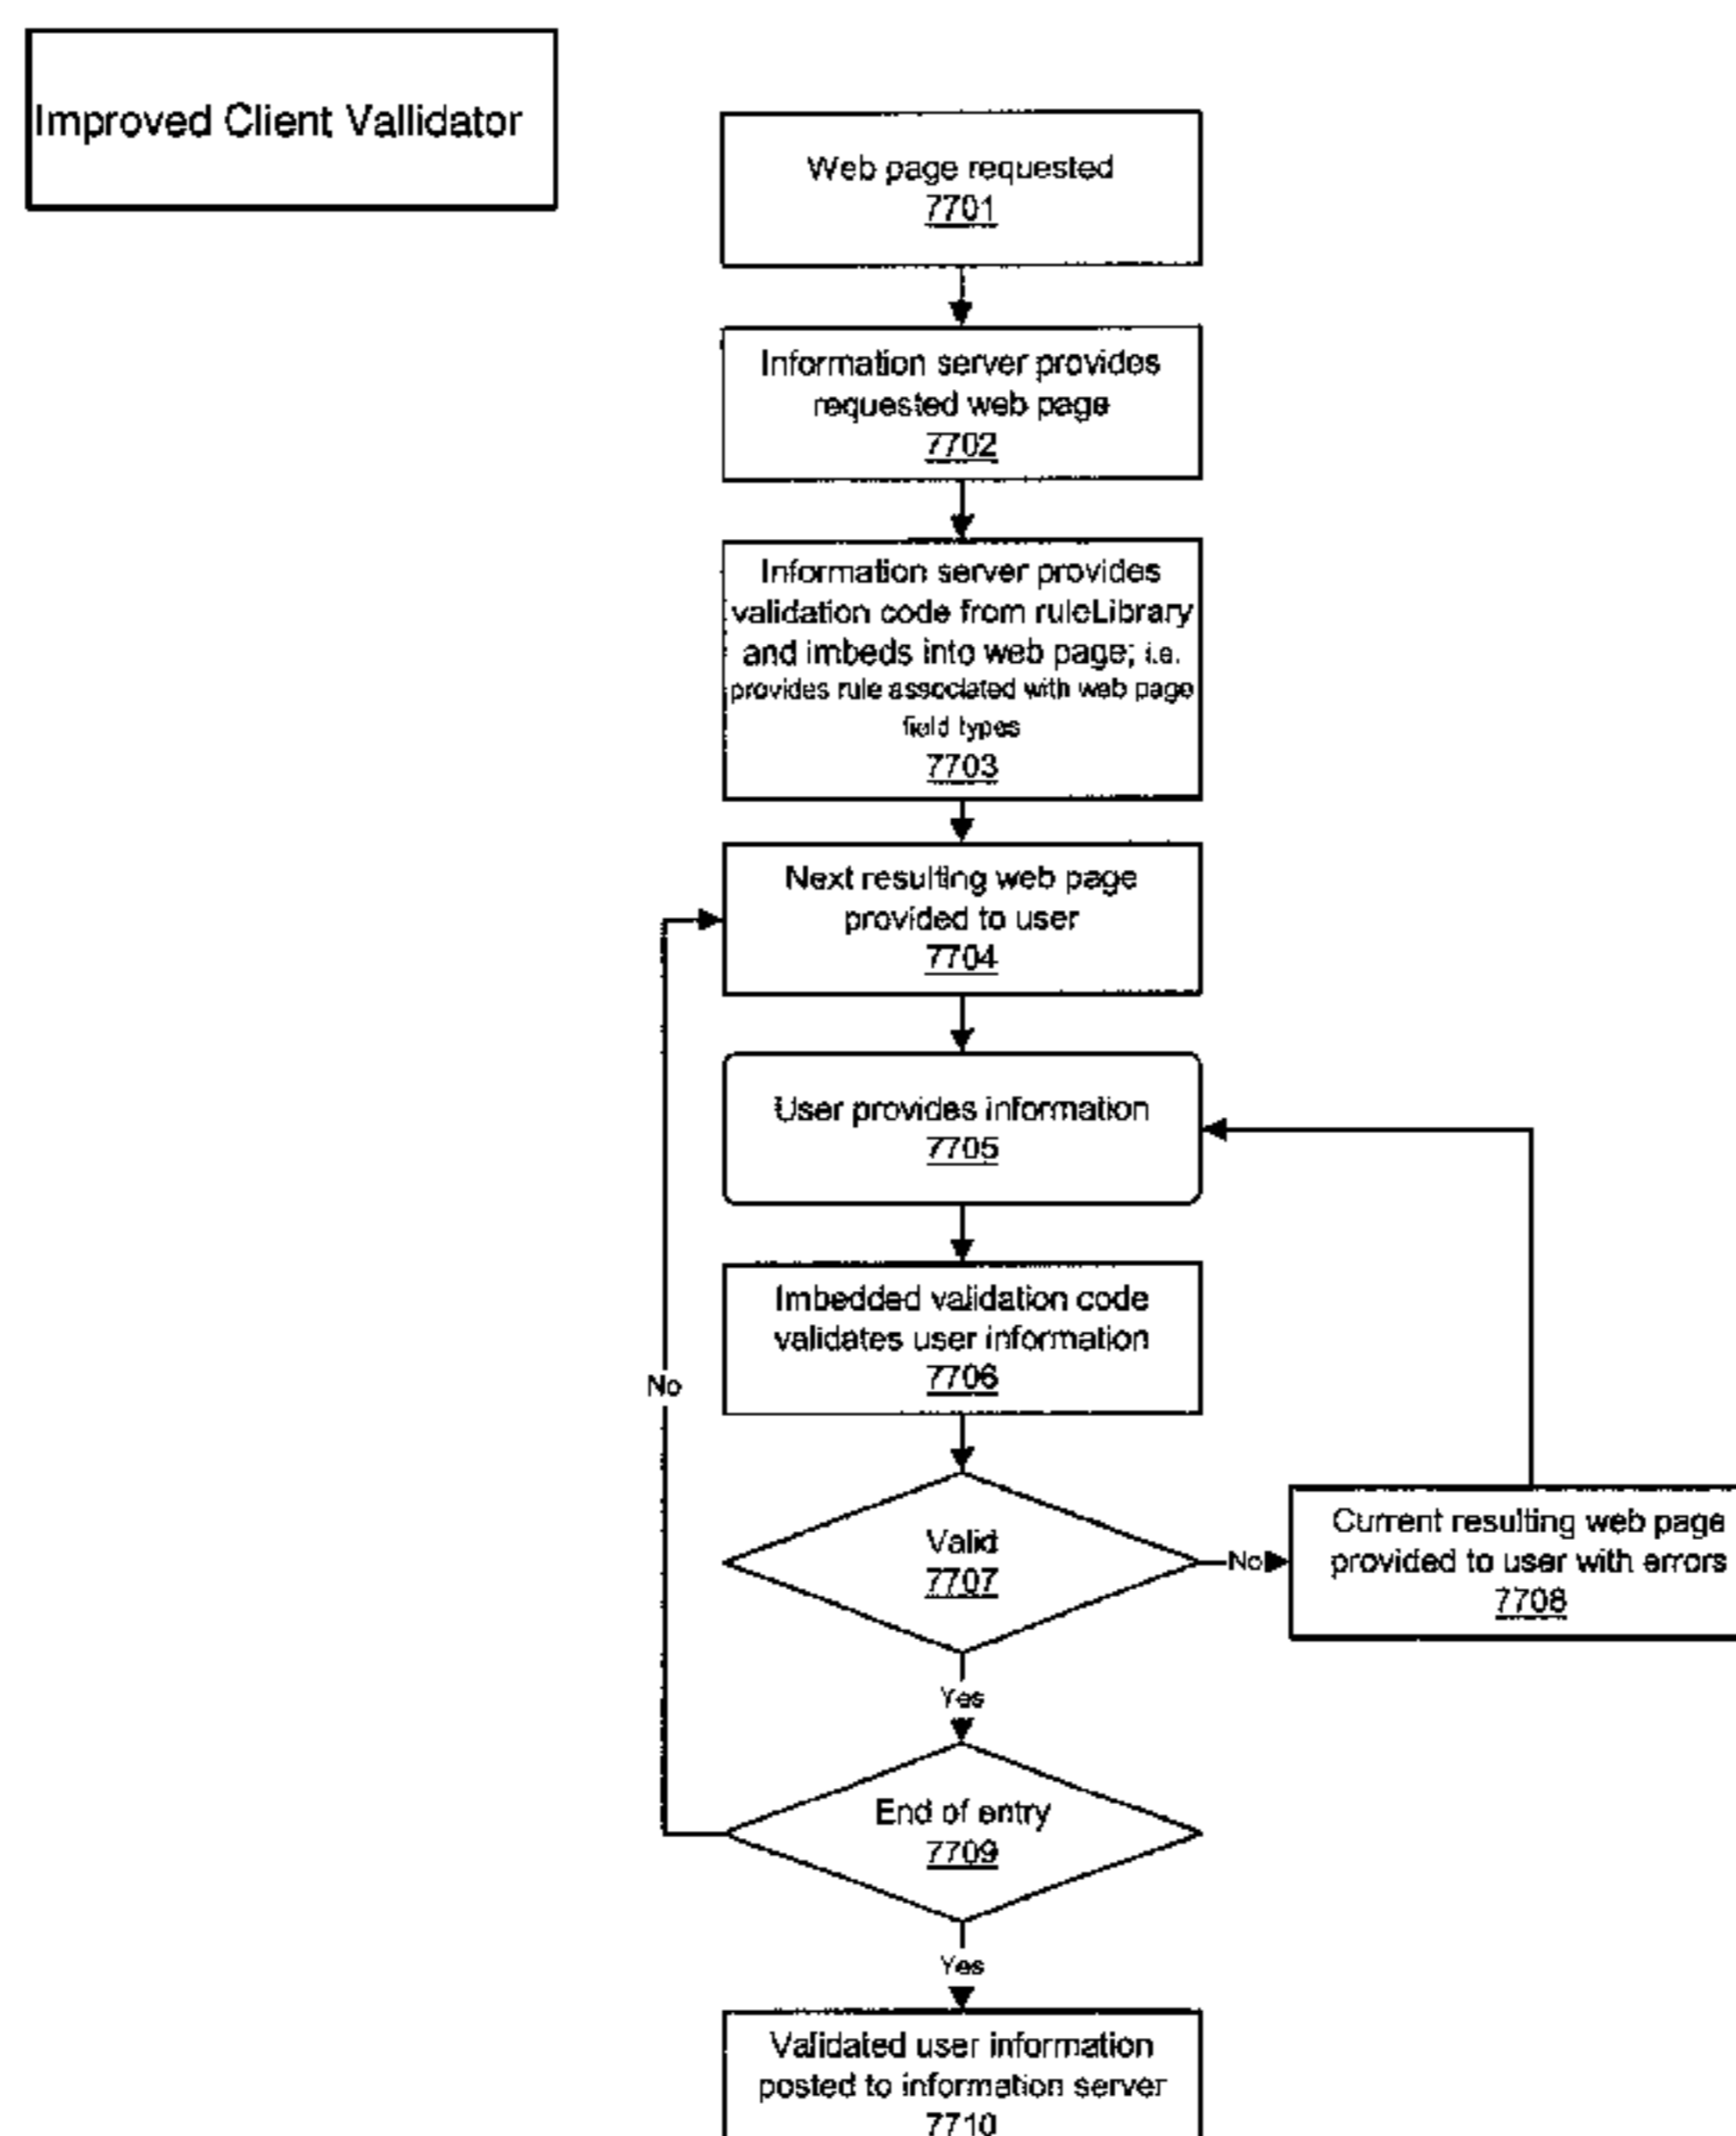 Improved Client Vallidator
Web page requested
7701
Information server provides
requested web page
7702
Information server provides
validation code from ruleLibrary
and imbeds into web page; i.e.
provides rule associated with web page
field types
7703
Next resulting web page
provided to user
7704
User provides information
7705
Imbedded validation code
validates user information
7706
No
Valid
7707
No
Current resulting web page
provided to user with errors
7708
Yes
End of entry
7709
Yes
Validated user information
posted to information server
7710